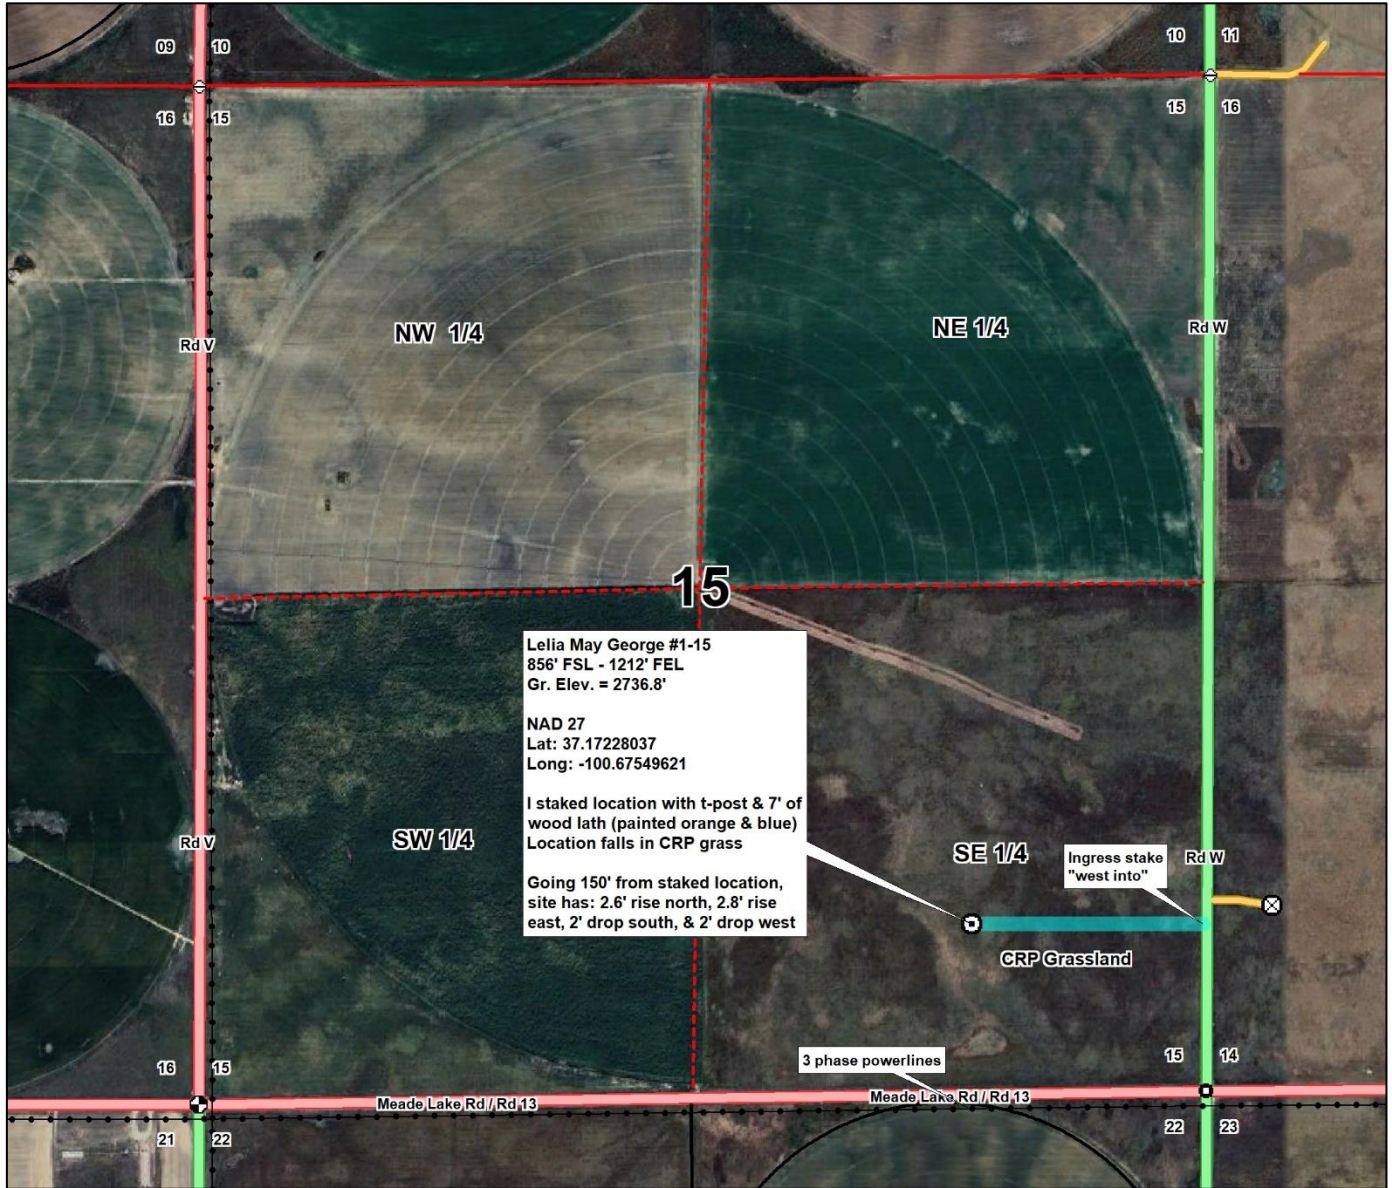 09 10
10 11
16 15
15 16
NW 1/4
NE 1/4
Rd V
Rd W
15
Lelia May George #1-15
856' FSL - 1212' FEL
Gr. Elev. = 2736.8'
NAD 27
Lat: 37.17228037
Long: -100.67549621
I staked location with t-post & 7' of
wood lath (painted orange & blue)
Location falls in CRP grass
Going 150' from staked location,
site has: 2.6' rise north, 2.8' rise
east, 2' drop south, & 2' drop west
Rd V
SW 1/4
SE 1/4
Ingress stake
"west into"
Rd W
CRP Grassland
3 phase powerlines
16 15
15 14
Meade Lake Rd / Rd 13
Meade Lake Rd / Rd 13
21 22
22 23